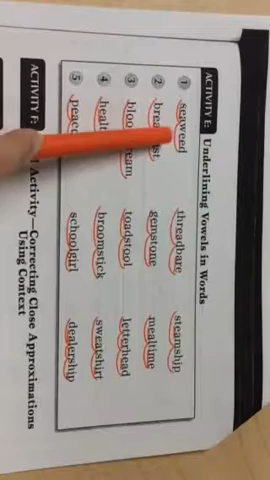 ACTIVITY E: Underlining Vowels in Words
1 seaweed threadbare steamship
2 gemstone mealtime
3 toadstool letterhead
4 broomstick sweatshirt
5 schoolgirl dealership
ACTIVITY F: Activity—Correcting Close Approximations
Using Context